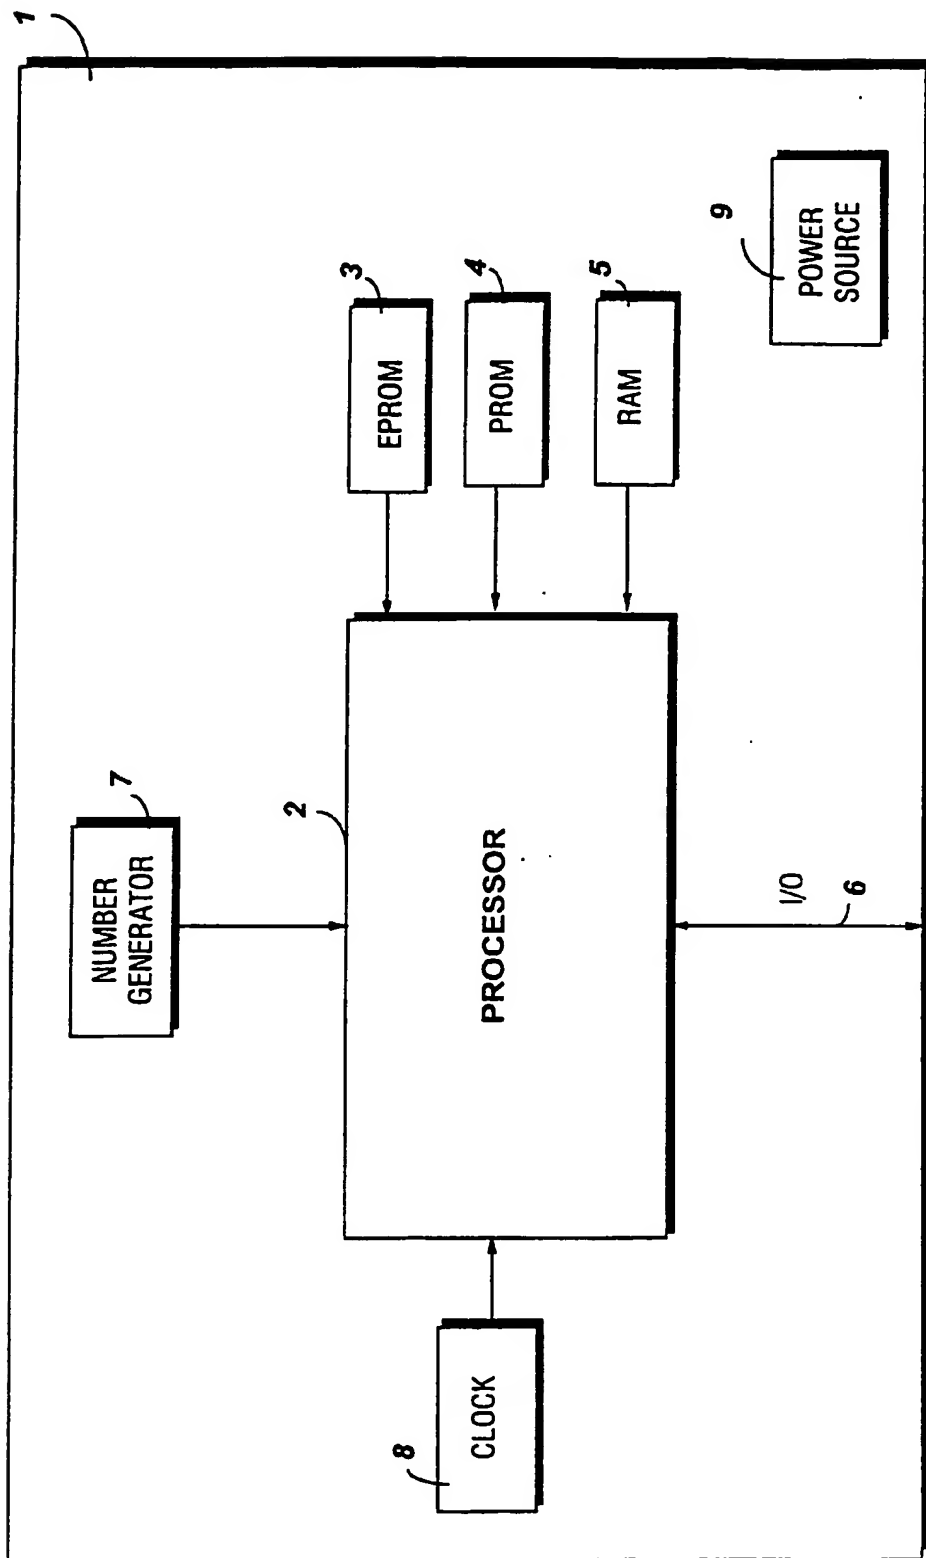 1
NUMBER
GENERATOR
7
2
PROCESSOR
EPROM
3
PROM
4
RAM
5
CLOCK
8
I/O
6
POWER
SOURCE
9